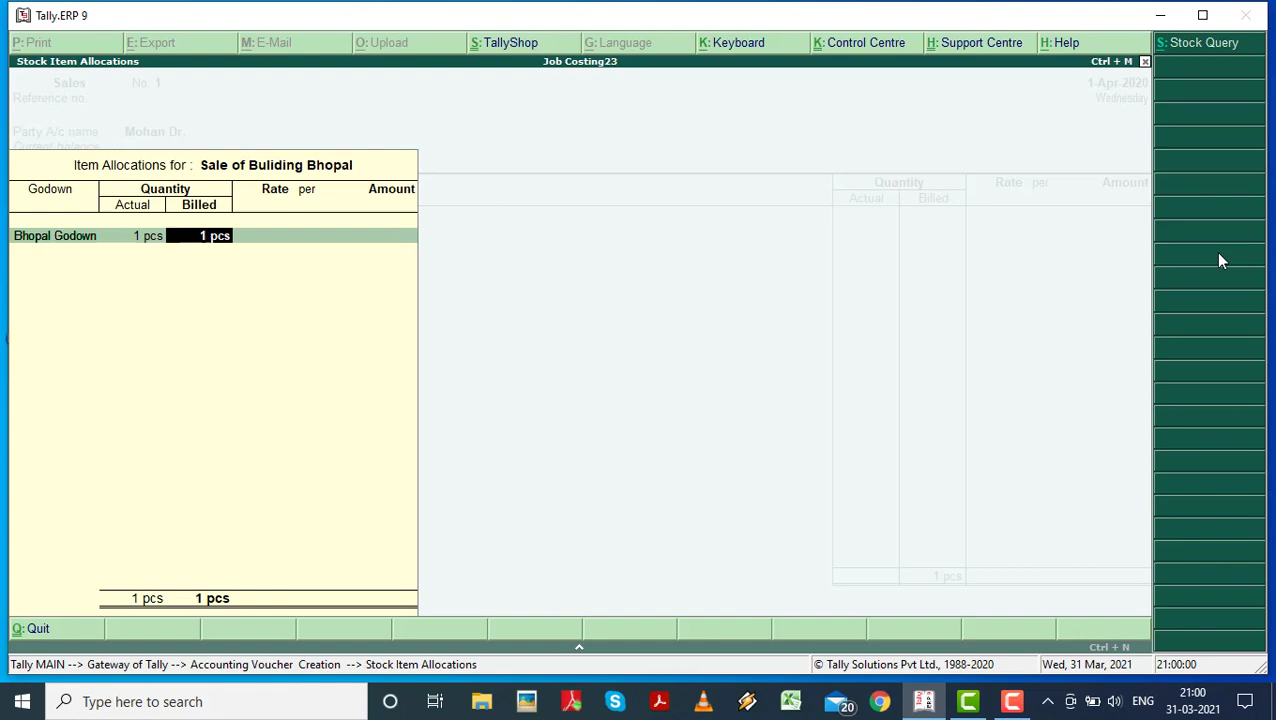 Tally.ERP 9
P: Print E: Export M: E-Mail O: Upload S: TallyShop G: Language K: Keyboard K: Control Centre H: Support Centre H: Help S: Stock Query
Stock Item Allocations Job Costing23 Ctrl + M
Sales No. 1 1-Apr-2020
Reference no. Wednesday
Party A/c name Mohan Dr.
Current balance
Item Allocations for : Sale of Buliding Bhopal
Godown Quantity Rate per Amount Quantity Rate per Amount
Actual Billed Actual Billed
Bhopal Godown 1 pcs 1 pcs
1 pcs
1 pcs 1 pcs
Q: Quit
Ctrl + N
Tally MAIN --> Gateway of Tally --> Accounting Voucher Creation --> Stock Item Allocations © Tally Solutions Pvt Ltd., 1988-2020 Wed, 31 Mar, 2021 21:00:00
Type here to search 20 ENG 21:00
31-03-2021